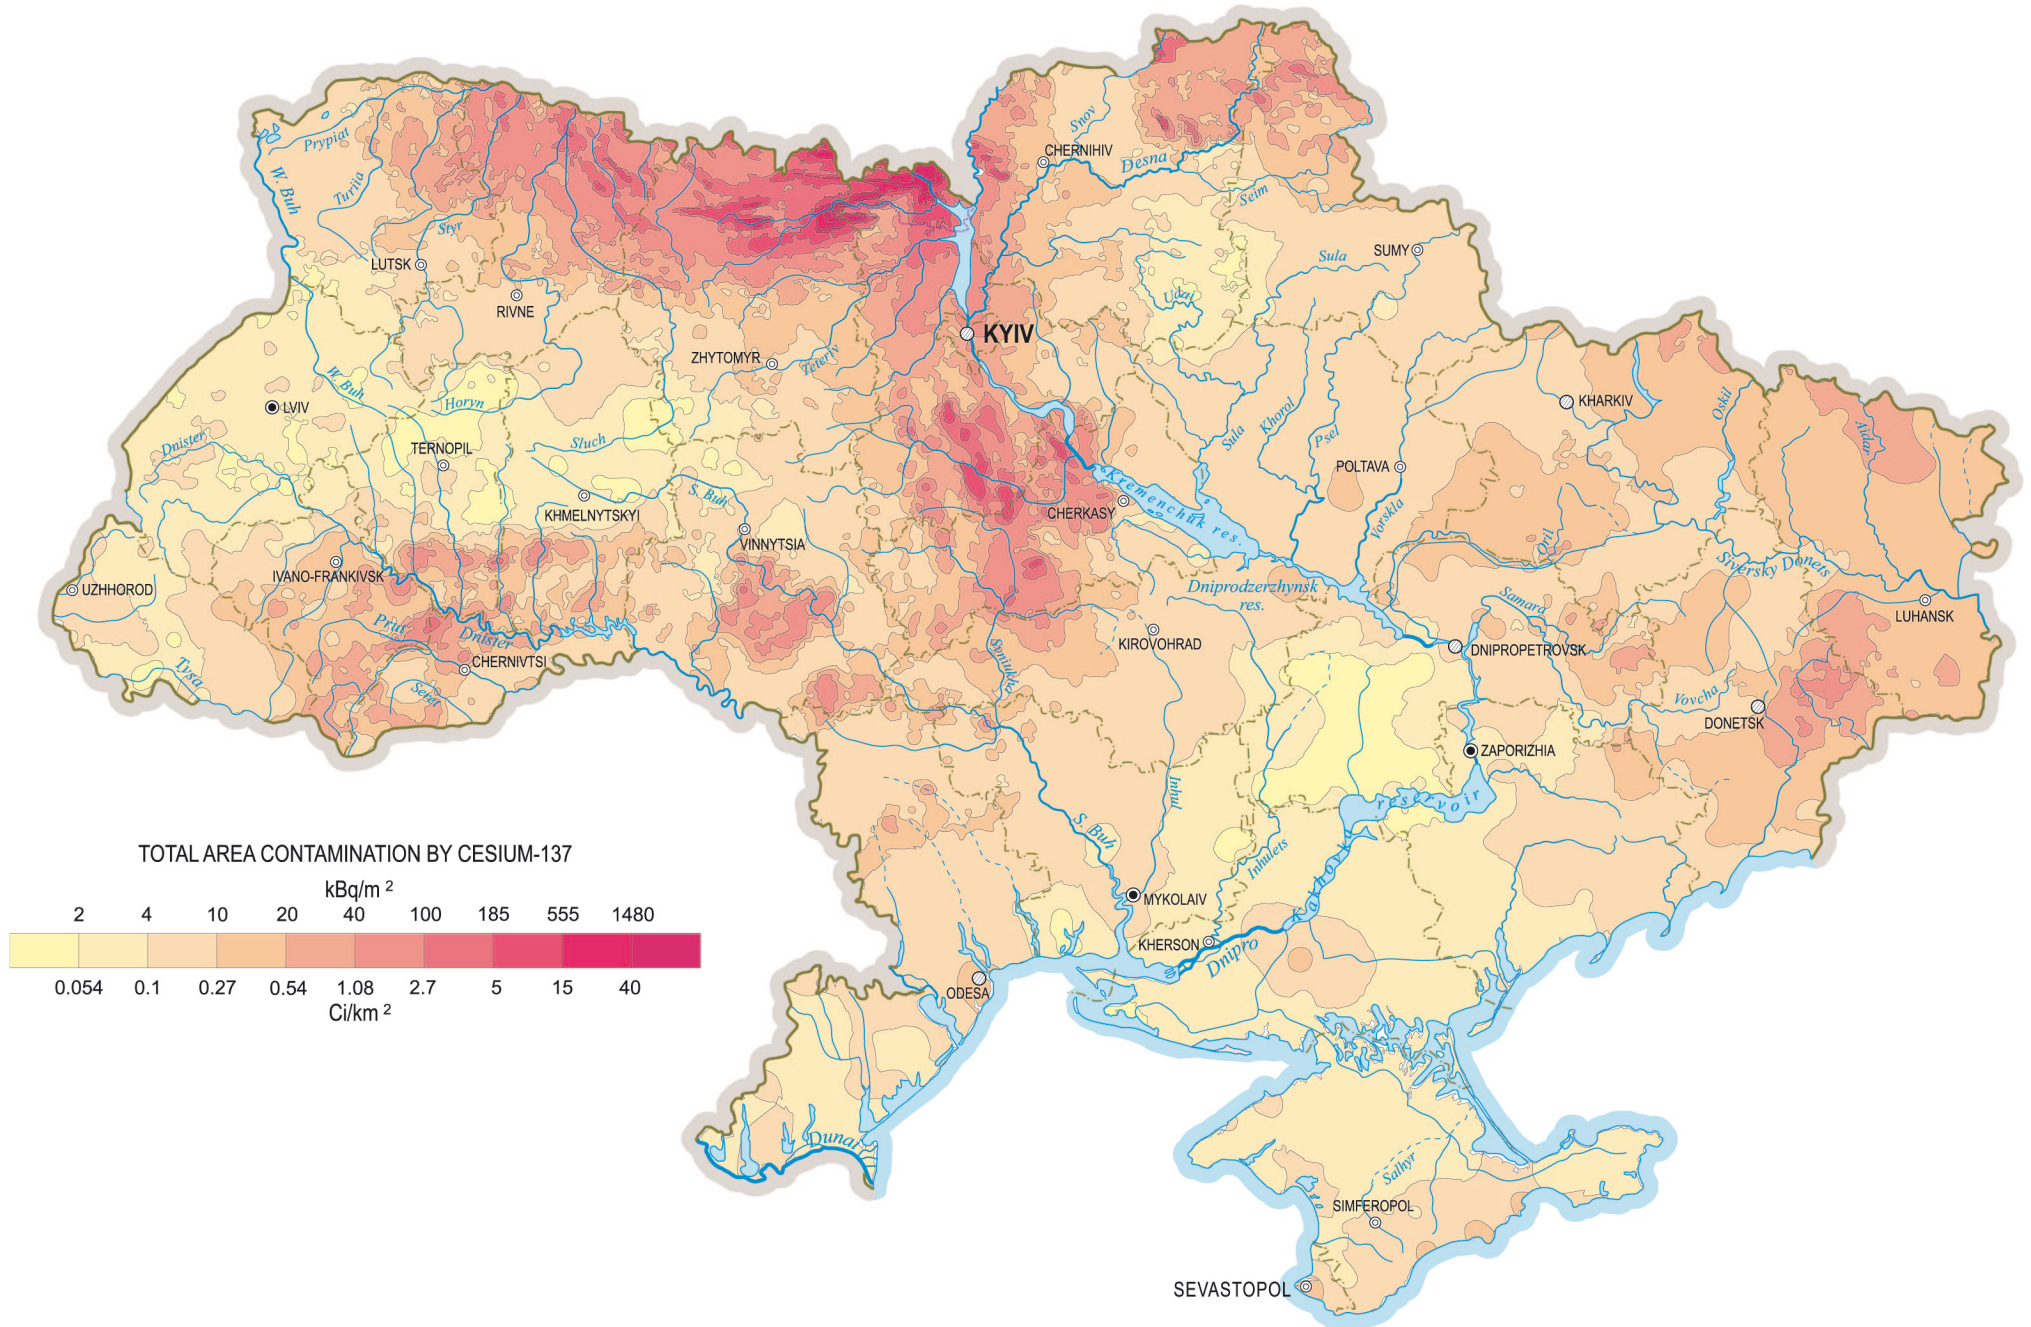 Prypiat
W. Buh
Turiia
Styr
LUTSK
RIVNE
Snov
CHERNIHIV
Desna
Seim
SUMY
Sula
Udai
KYIV
ZHYTOMYR
Teteriv
W. Buh
Horyn
LVIV
Dnister
TERNOPIL
Sluch
KHMELNYTSKYI
S. Buh
VINNYTSIA
Sula
Khorol
Psel
KHARKIV
Oskil
Aidar
POLTAVA
Vorskla
CHERKASY
Kremenchuk res.
Oril
Siversky Donets
UZHHOROD
IVANO-FRANKIVSK
Prut
Dnister
CHERNIVTSI
Tysa
Seret
Syniukha
KIROVOHRAD
Dniprodzerzhynsk
res.
Samara
DNIPROPETROVSK
LUHANSK
Vovcha
DONETSK
ZAPORIZHIA
Inhul
Inhulets
S. Buh
Kahovk reservoir
MYKOLAIV
KHERSON
Dnipro
ODESA
Dunai
Salhyr
SIMFEROPOL
SEVASTOPOL
TOTAL AREA CONTAMINATION BY CESIUM-137
kBq/m 2
2 4 10 20 40 100 185 555 1480
0.054 0.1 0.27 0.54 1.08 2.7 5 15 40
Ci/km 2